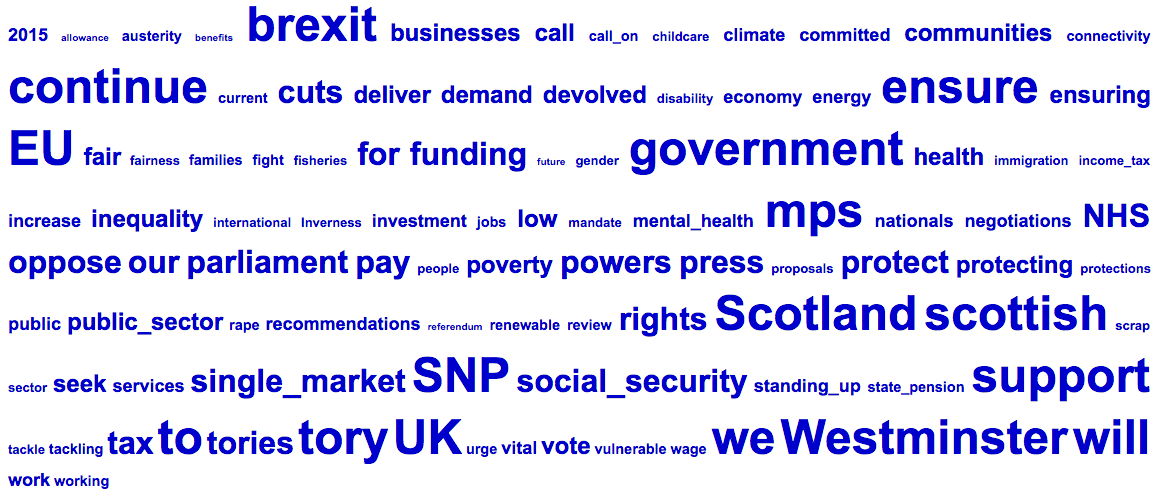 2015 allowance austerity benefits brexit businesses call call_on childcare climate committed communities connectivity
continue current cuts deliver demand devolved disability economy energy ensure ensuring
EU fair fairness families fight fisheries for funding future gender government health immigration income_tax
increase inequality international Inverness investment jobs low mandate mental_health mps nationals negotiations NHS
oppose our parliament pay people poverty powers press proposals protect protecting protections
public public_sector rape recommendations referendum renewable review rights Scotland scottish scrap
sector seek services single_market SNP social_security standing_up state_pension support
tackle tackling tax to tories tory UK urge vital vote vulnerable wage we Westminster will
work working